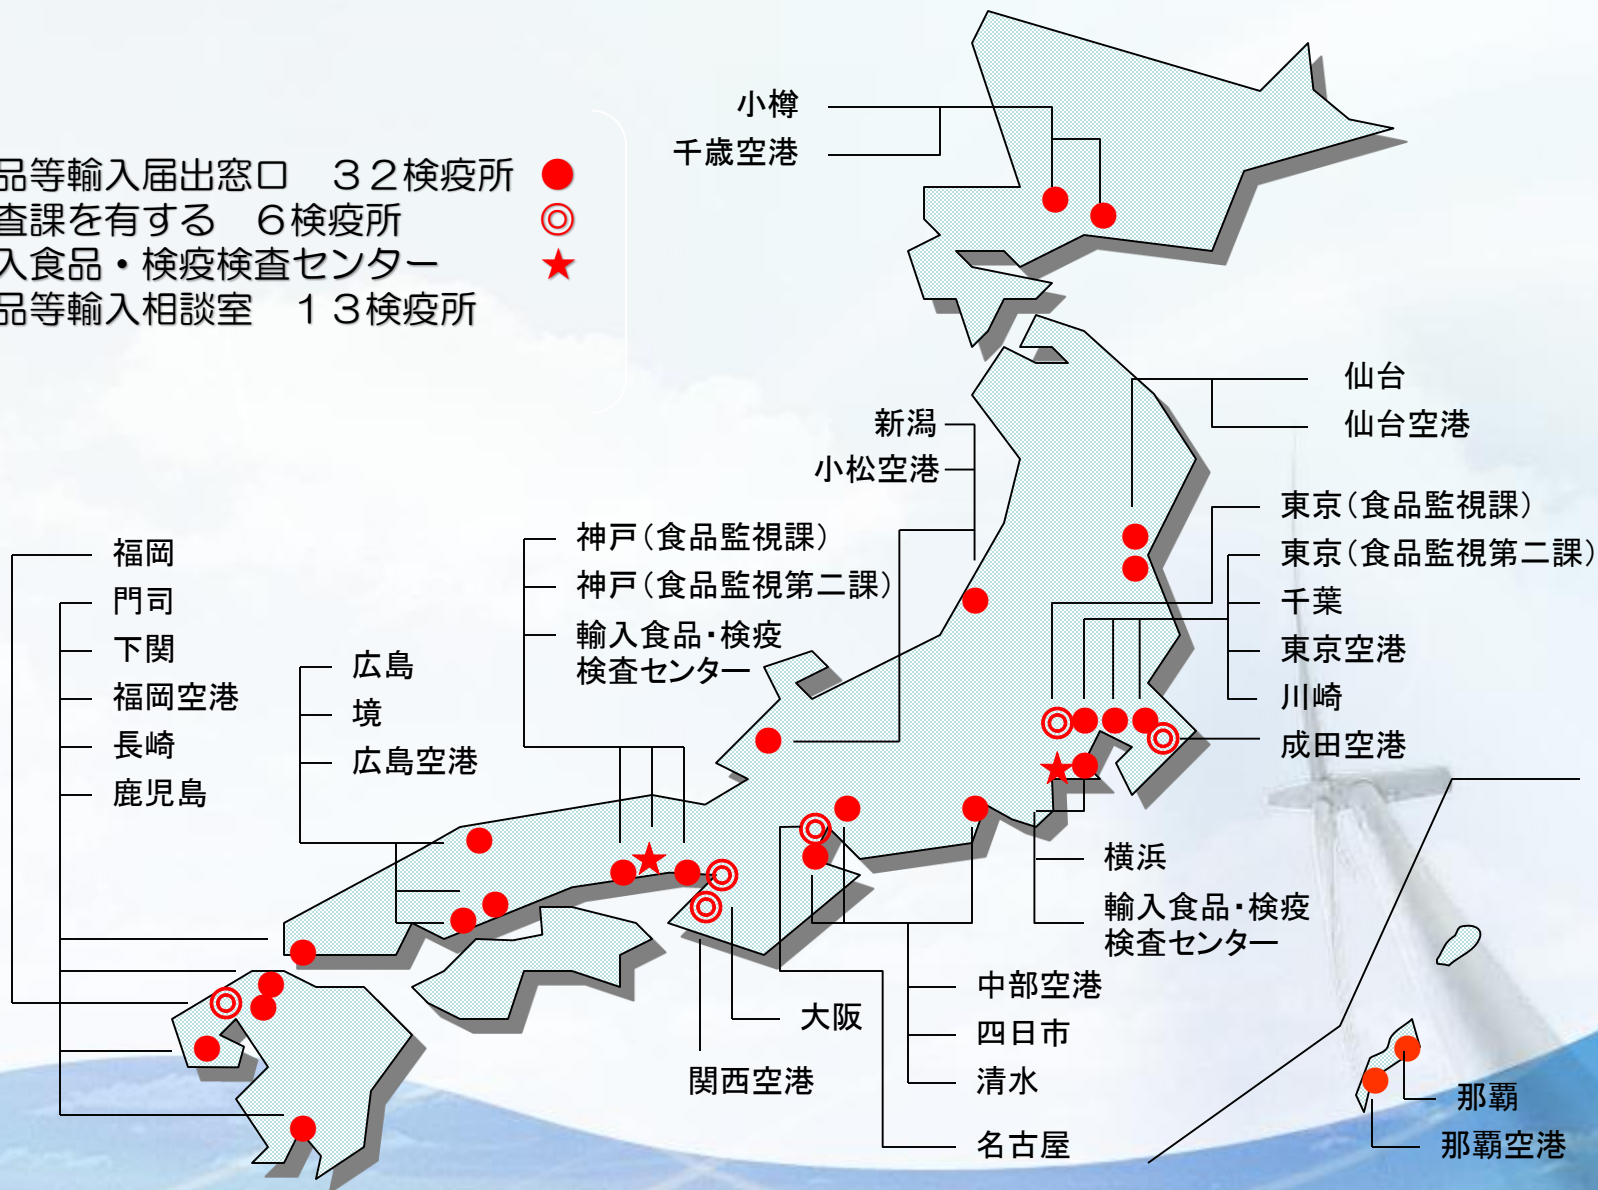 品等輸入届出窓口　３２検疫所 ●
査課を有する　６検疫所 ◎
入食品・検疫検査センター ★
品等輸入相談室　１３検疫所
小樽
千歳空港
仙台
仙台空港
新潟
小松空港
東京（食品監視課）
東京（食品監視第二課）
千葉
東京空港
川崎
成田空港
神戸（食品監視課）
神戸（食品監視第二課）
輸入食品・検疫
検査センター
福岡
門司
下関
福岡空港
長崎
鹿児島
広島
境
広島空港
横浜
輸入食品・検疫
検査センター
中部空港
四日市
清水
名古屋
大阪
関西空港
那覇
那覇空港